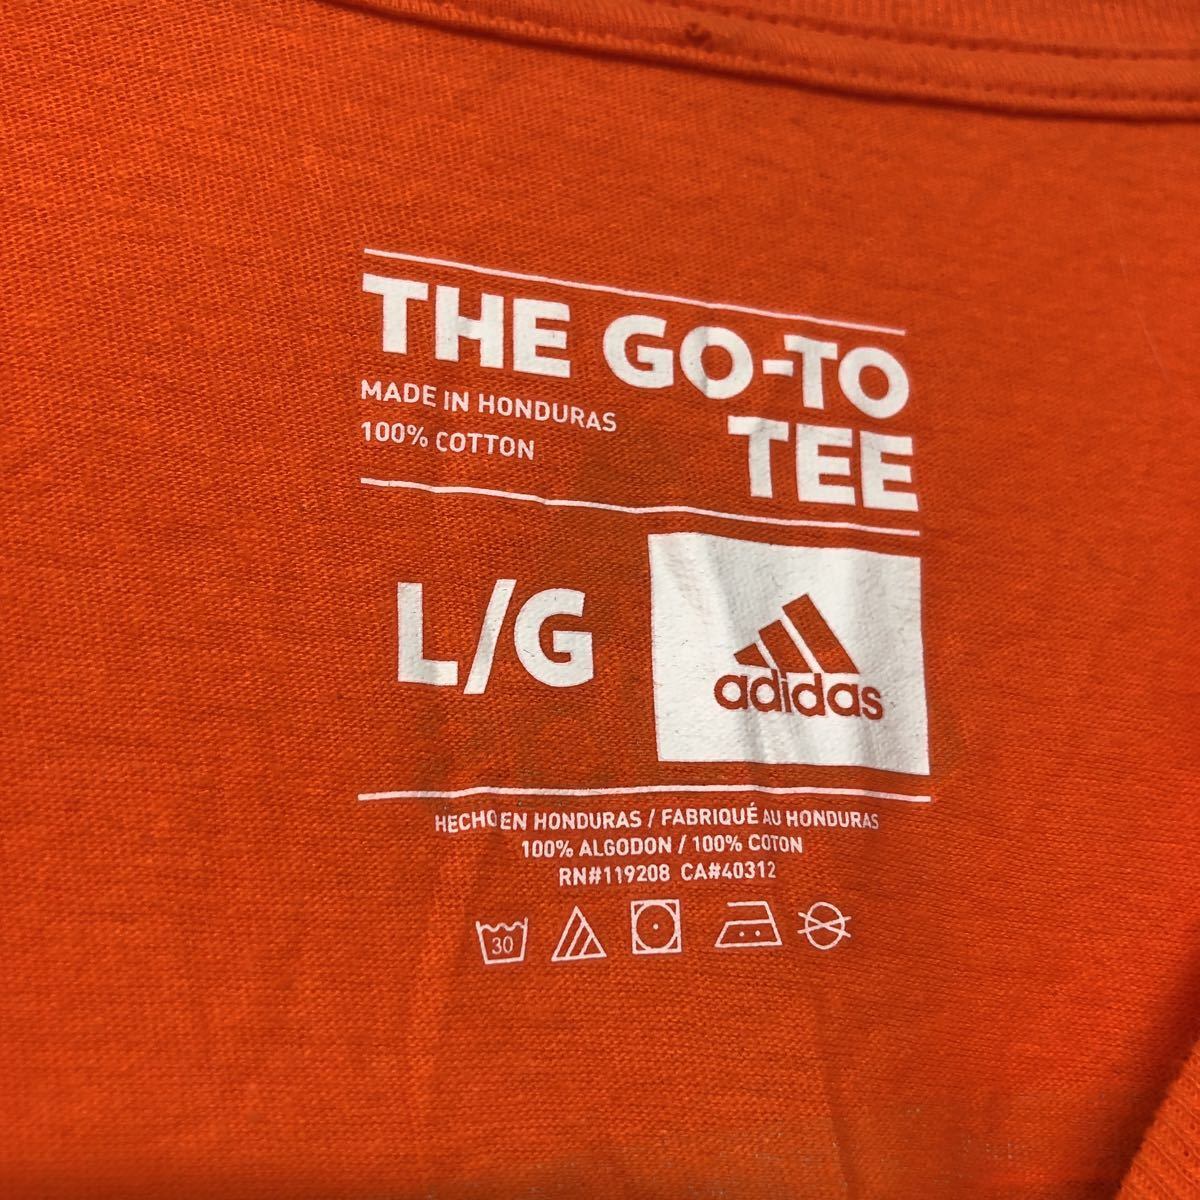 THE GO-TO
TEE
MADE IN HONDURAS
100% COTTON
L/G
adidas
HECHO EN HONDURAS / FABRIQUÉ AU HONDURAS
100% ALGODON / 100% COTON
RN#119208 CA#40312
30